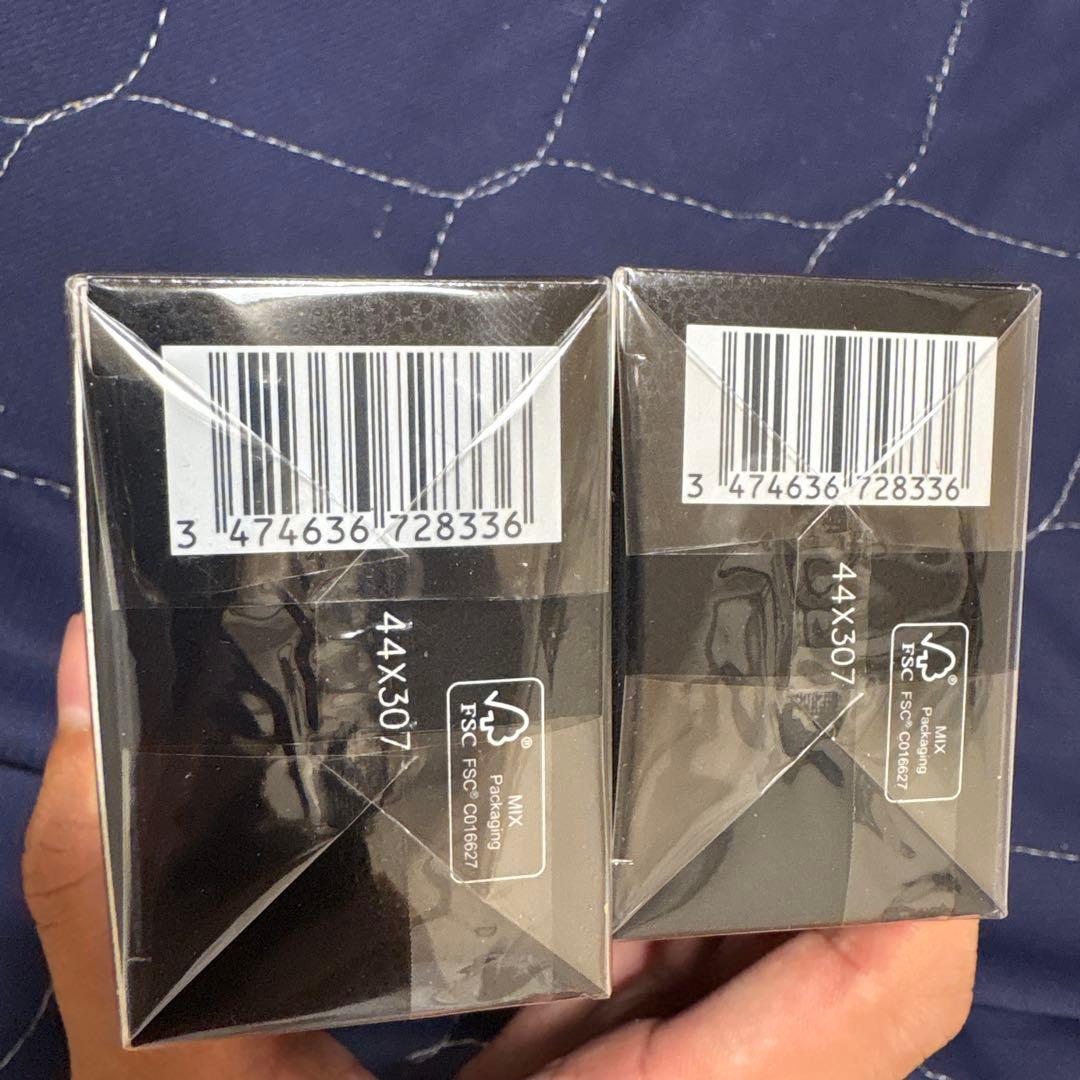 3 474636 728336
44X307
FSC
®
MIX
Packaging
FSC® C016627
3 474636 728336
44X307
FSC
®
MIX
Packaging
FSC® C016627